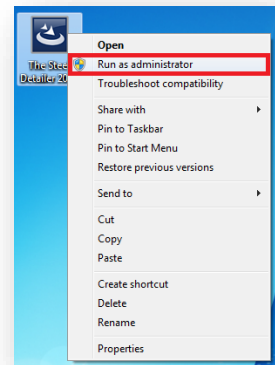 Open
The Stee
Run as administrator
Detailer 20
Troubleshoot compatibility
Share with
Pin to Taskbar
Pin to Start Menu
Restore previous versions
Send to
Cut
Copy
Paste
Create shortcut
Delete
Rename
Properties